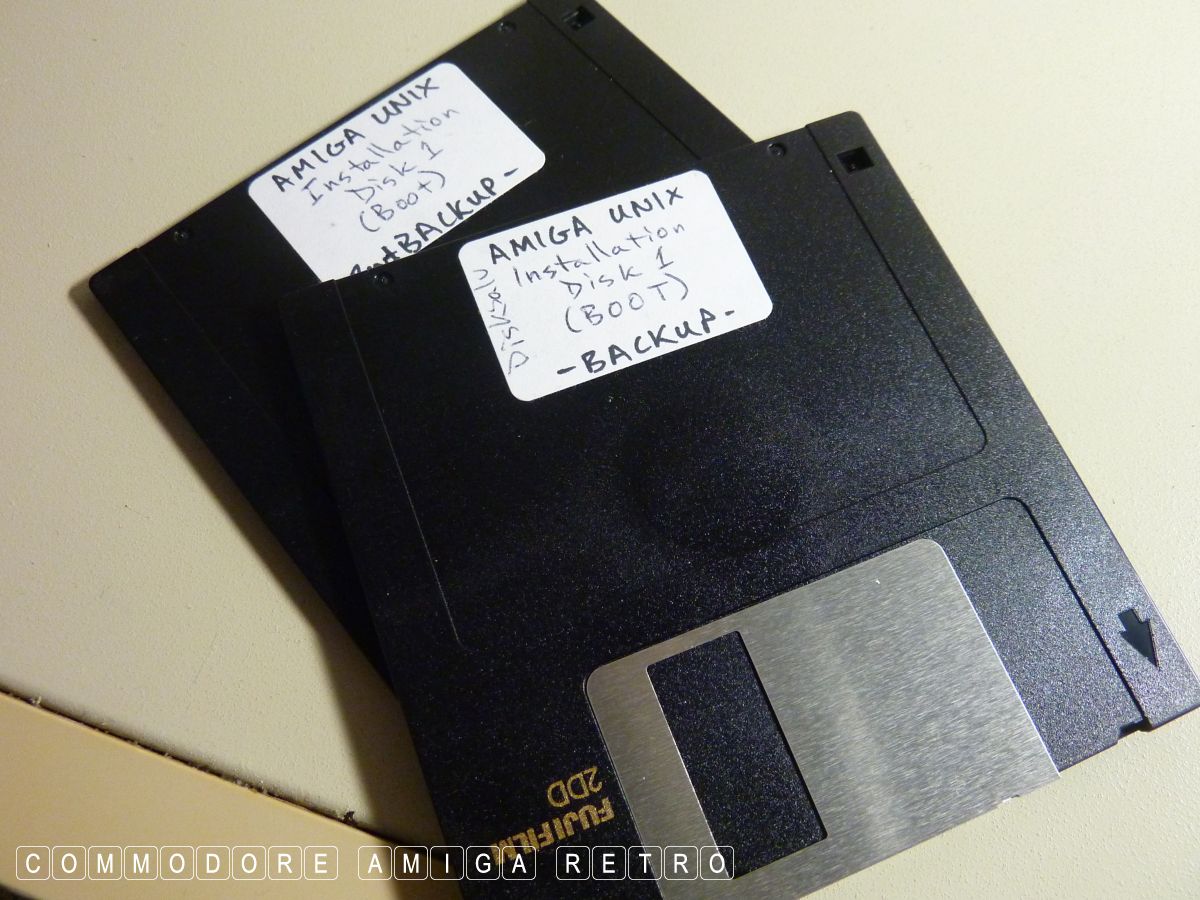 AMIGA UNIX
Installation
Disk 1
(Boot)
BACKUP -
AMIGA UNIX
Installation
Disk 1
(BOOT)
- BACKUP -
FUJIFILM
2DD
COMMODORE AMIGA RETRO